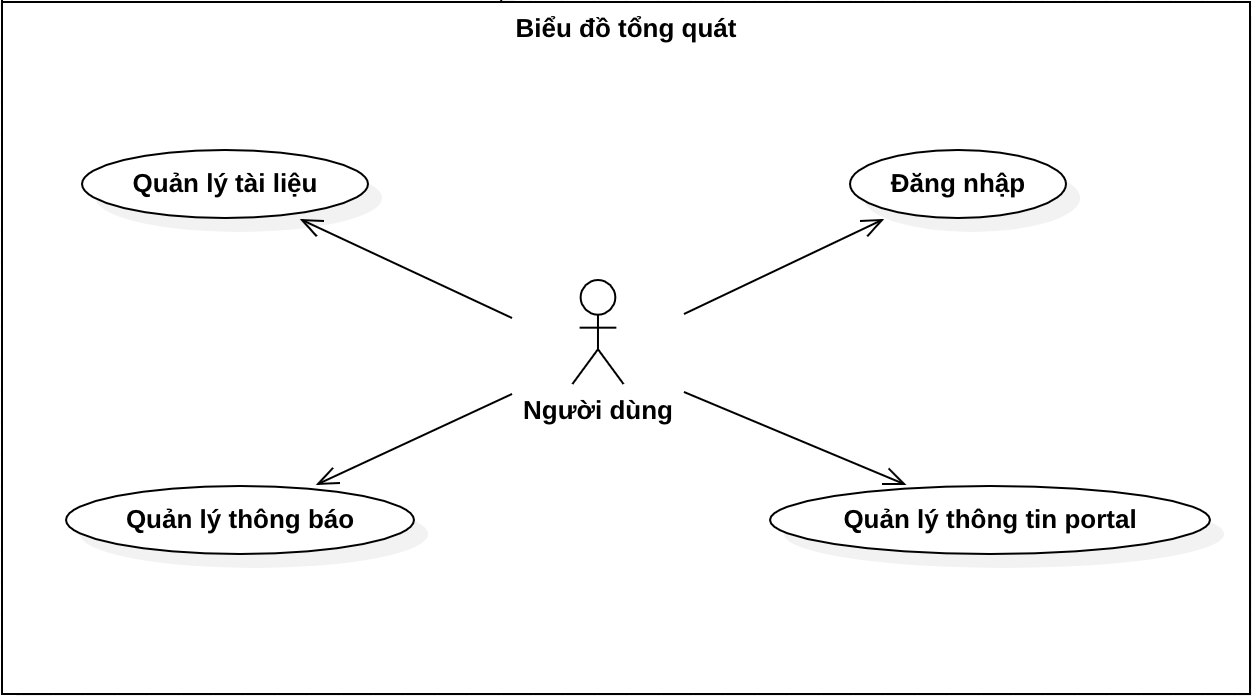 Biểu đồ tổng quát
Quản lý tài liệu
Đăng nhập
Người dùng
Quản lý thông báo
Quản lý thông tin portal